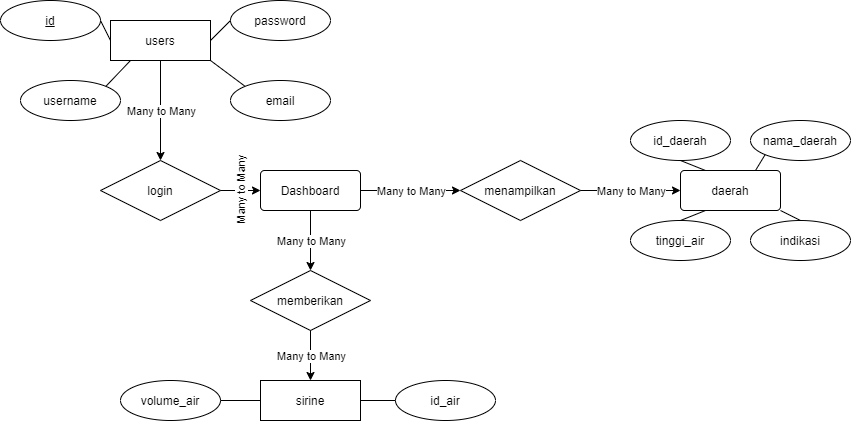 id
password
users
username
email
Many to Many
login
Many to Many
Dashboard
Many to Many
menampilkan
Many to Many
id_daerah
nama_daerah
daerah
tinggi_air
indikasi
Many to Many
memberikan
Many to Many
volume_air
sirine
id_air